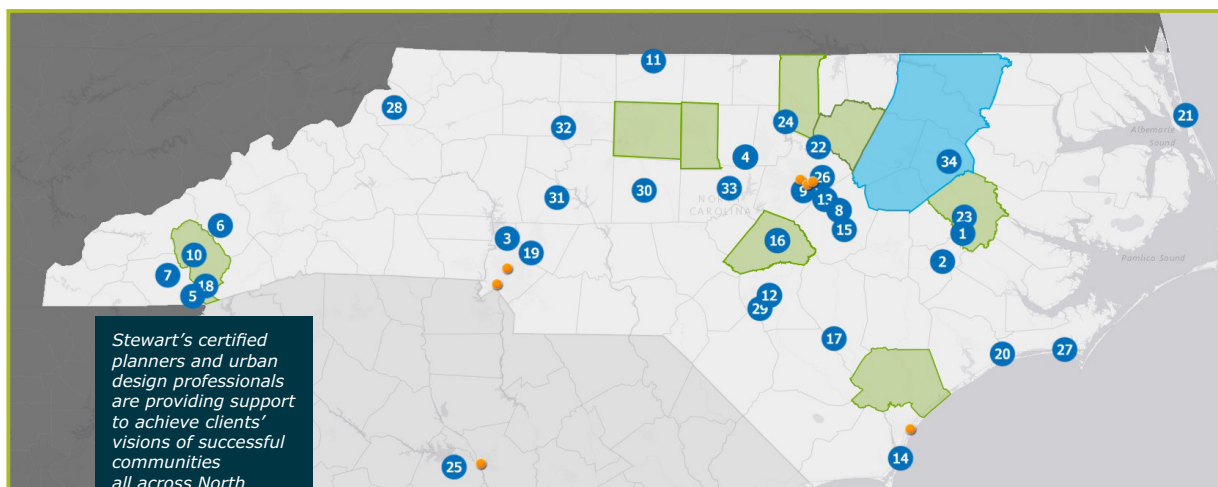 11
28
21
24
32
22
Albemarle
Sound
4
34
26
33
30
9
31
13
NORTH
CAROLINA
8
23
6
15
1
3
16
10
19
Pamlico Sound
2
7
18
5
12
29
17
27
20
14
25
Stewart’s certified
planners and urban
design professionals
are providing support
to achieve clients’
visions of successful
communities
all across North